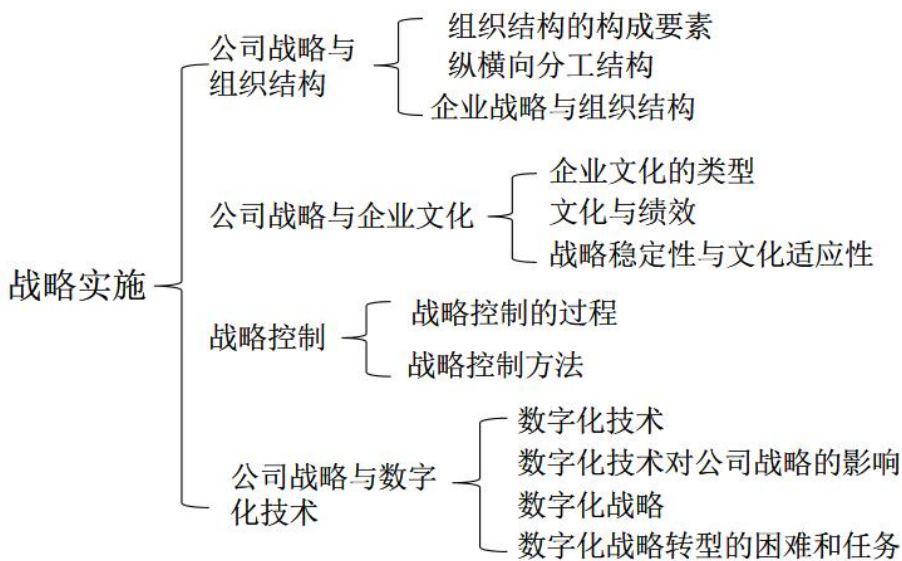 战略实施
公司战略与
组织结构
组织结构的构成要素
纵横向分工结构
企业战略与组织结构
公司战略与企业文化
企业文化的类型
文化与绩效
战略稳定性与文化适应性
战略控制
战略控制的过程
战略控制方法
公司战略与数字
化技术
数字化技术
数字化技术对公司战略的影响
数字化战略
数字化战略转型的困难和任务